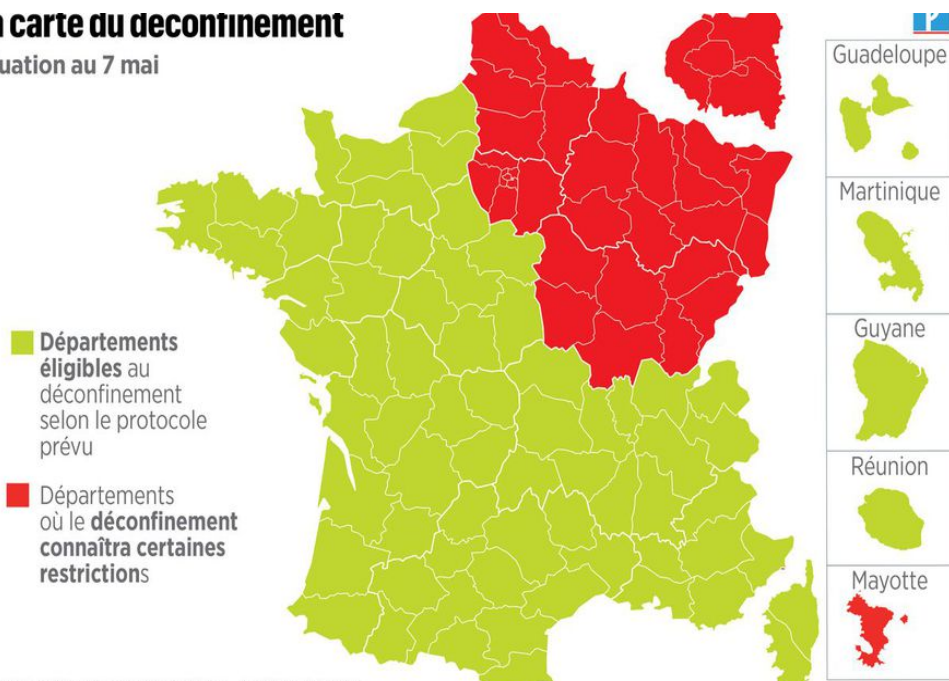 carte du déconfinement
uation au 7 mai
Guadeloupe
Martinique
Guyane
Réunion
Mayotte
Départements
éligibles au
déconfinement
selon le protocole
prévu
Départements
où le déconfinement
connaîtra certaines
restrictions